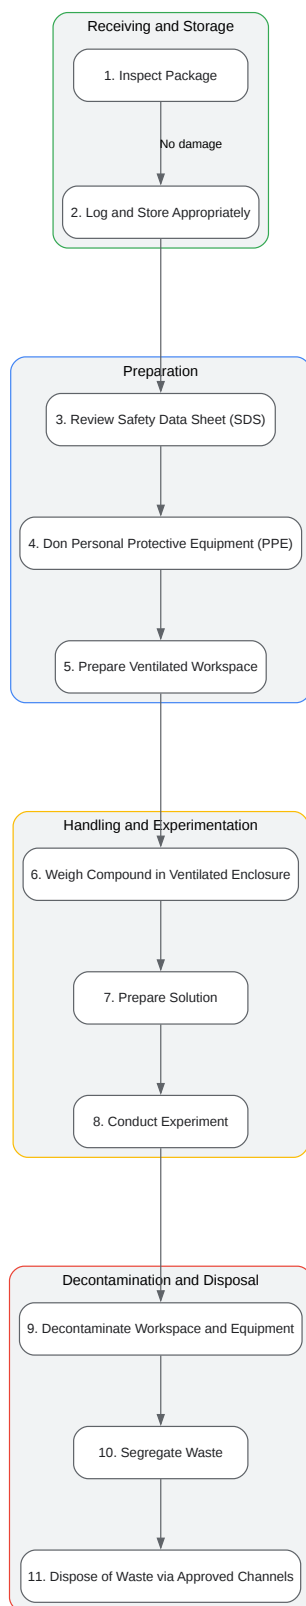 Receiving and Storage
1. Inspect Package
No damage
2. Log and Store Appropriately
Preparation
3. Review Safety Data Sheet (SDS)
4. Don Personal Protective Equipment (PPE)
5. Prepare Ventilated Workspace
Handling and Experimentation
6. Weigh Compound in Ventilated Enclosure
7. Prepare Solution
8. Conduct Experiment
Decontamination and Disposal
9. Decontaminate Workspace and Equipment
10. Segregate Waste
11. Dispose of Waste via Approved Channels